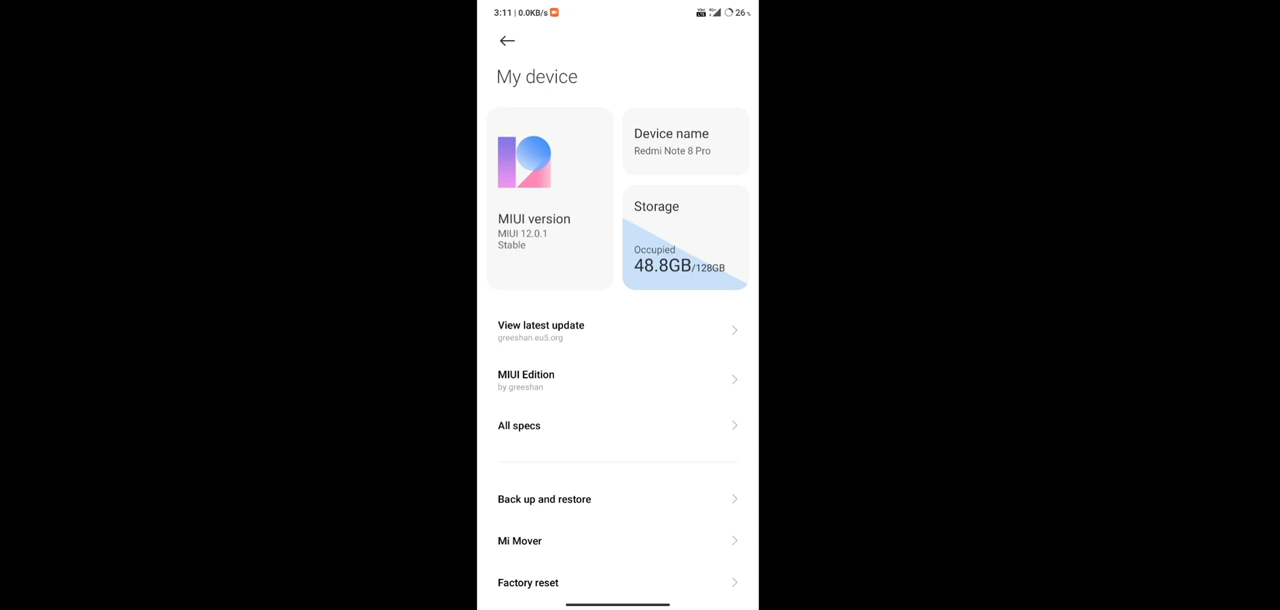 3:11 | 0.0KB/s
26%
My device
MIUI version
MIUI 12.0.1
Stable
Device name
Redmi Note 8 Pro
Storage
Occupied
48.8GB/128GB
View latest update
greeshan.eu5.org
MIUI Edition
by greeshan
All specs
Back up and restore
Mi Mover
Factory reset